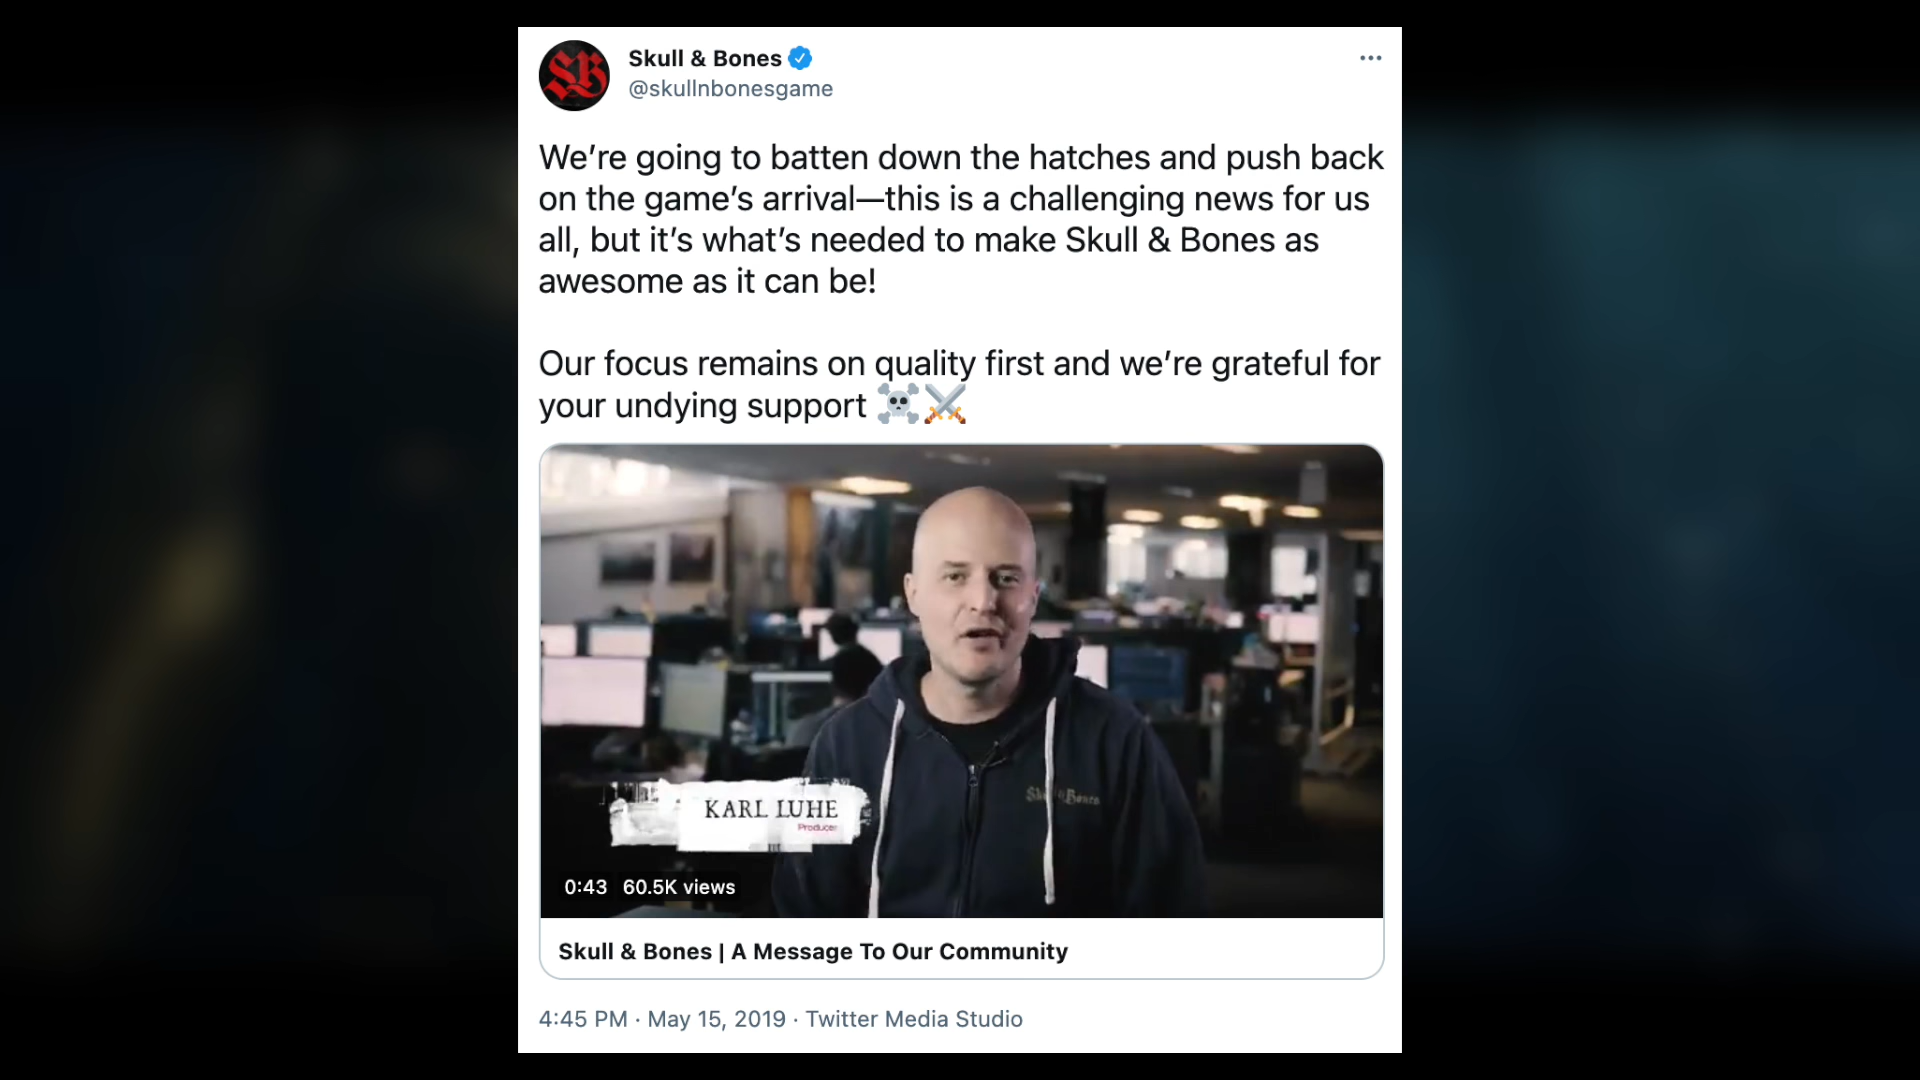 SB
Skull & Bones
@skullnbonesgame
We’re going to batten down the hatches and push back
on the game’s arrival—this is a challenging news for us
all, but it’s what’s needed to make Skull & Bones as
awesome as it can be!
Our focus remains on quality first and we’re grateful for
your undying support ☠️⚔️
Skull & Bones
KARL LUHE
Producer
0:43 60.5K views
Skull & Bones | A Message To Our Community
4:45 PM · May 15, 2019 · Twitter Media Studio